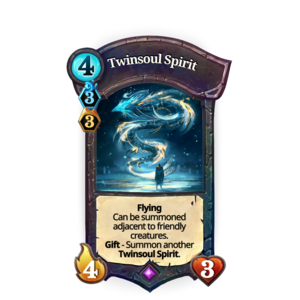 4
Twinsoul Spirit
3
3
Flying
Can be summoned
adjacent to friendly
creatures.
Gift - Summon another
Twinsoul Spirit.
4
3